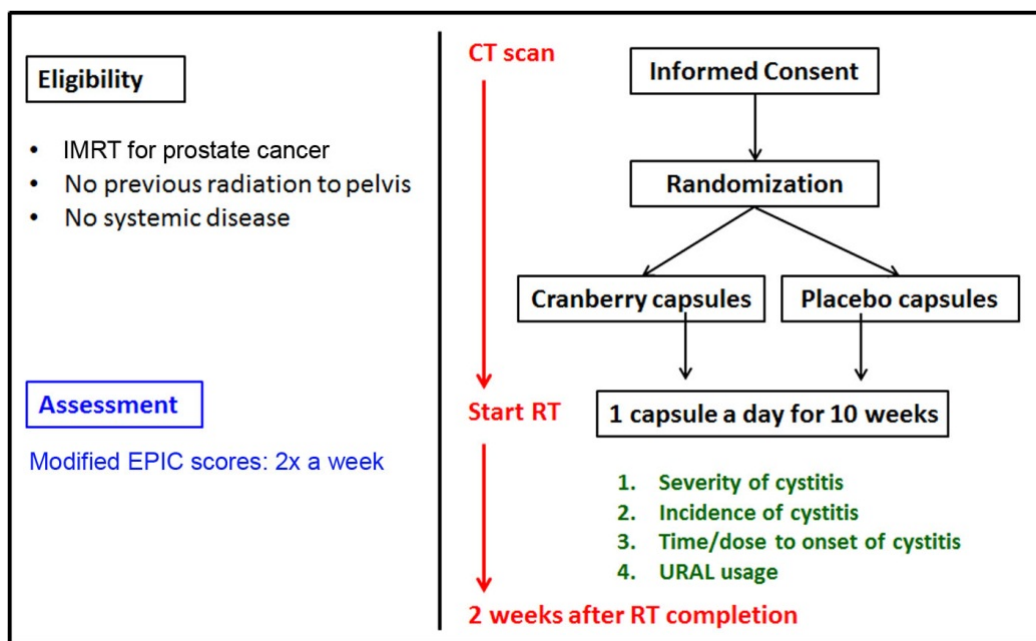 Eligibility
• IMRT for prostate cancer
• No previous radiation to pelvis
• No systemic disease
Assessment
Modified EPIC scores: 2x a week
CT scan
Informed Consent
Randomization
Cranberry capsules
Placebo capsules
Start RT
1 capsule a day for 10 weeks
1. Severity of cystitis
2. Incidence of cystitis
3. Time/dose to onset of cystitis
4. URAL usage
2 weeks after RT completion